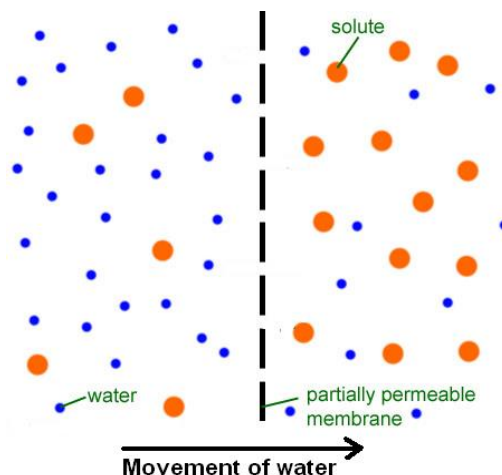 solute
water
partially permeable
membrane
Movement of water